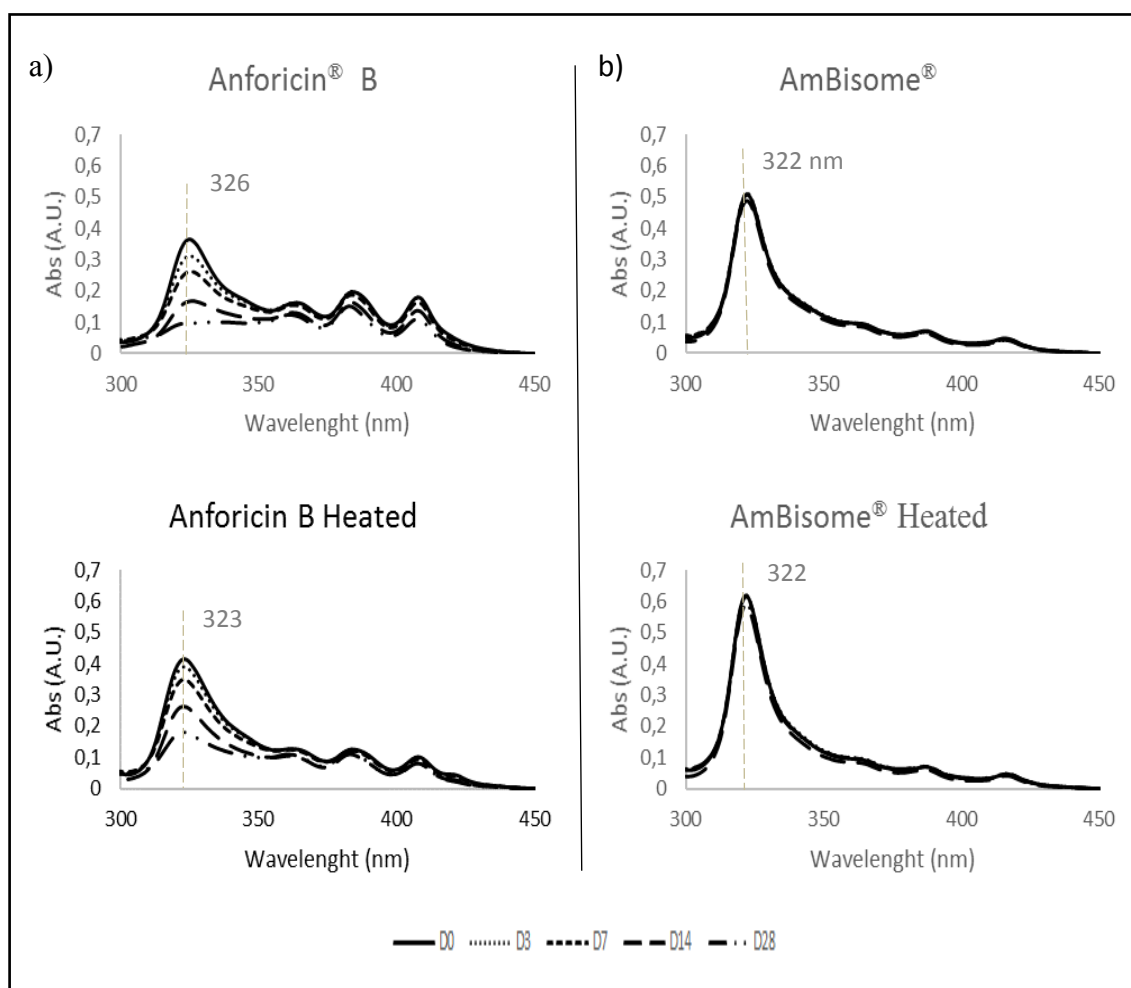 a)
Anforicin® B
0,7
0,6
0,5
0,4
0,3
0,2
0,1
0
Abs (A.U.)
326
300 350 400 450
Wavelenght (nm)
b)
AmBisome®
0,7
0,6
0,5
0,4
0,3
0,2
0,1
0
Abs (A.U.)
322 nm
300 350 400 450
Wavelenght (nm)
Anforicin B Heated
0,7
0,6
0,5
0,4
0,3
0,2
0,1
0
Abs (A.U.)
323
300 350 400 450
Wavelenght (nm)
AmBisome® Heated
0,7
0,6
0,5
0,4
0,3
0,2
0,1
0
Abs (A.U.)
322
300 350 400 450
Wavelenght (nm)
D0 D3 D7 D14 D28